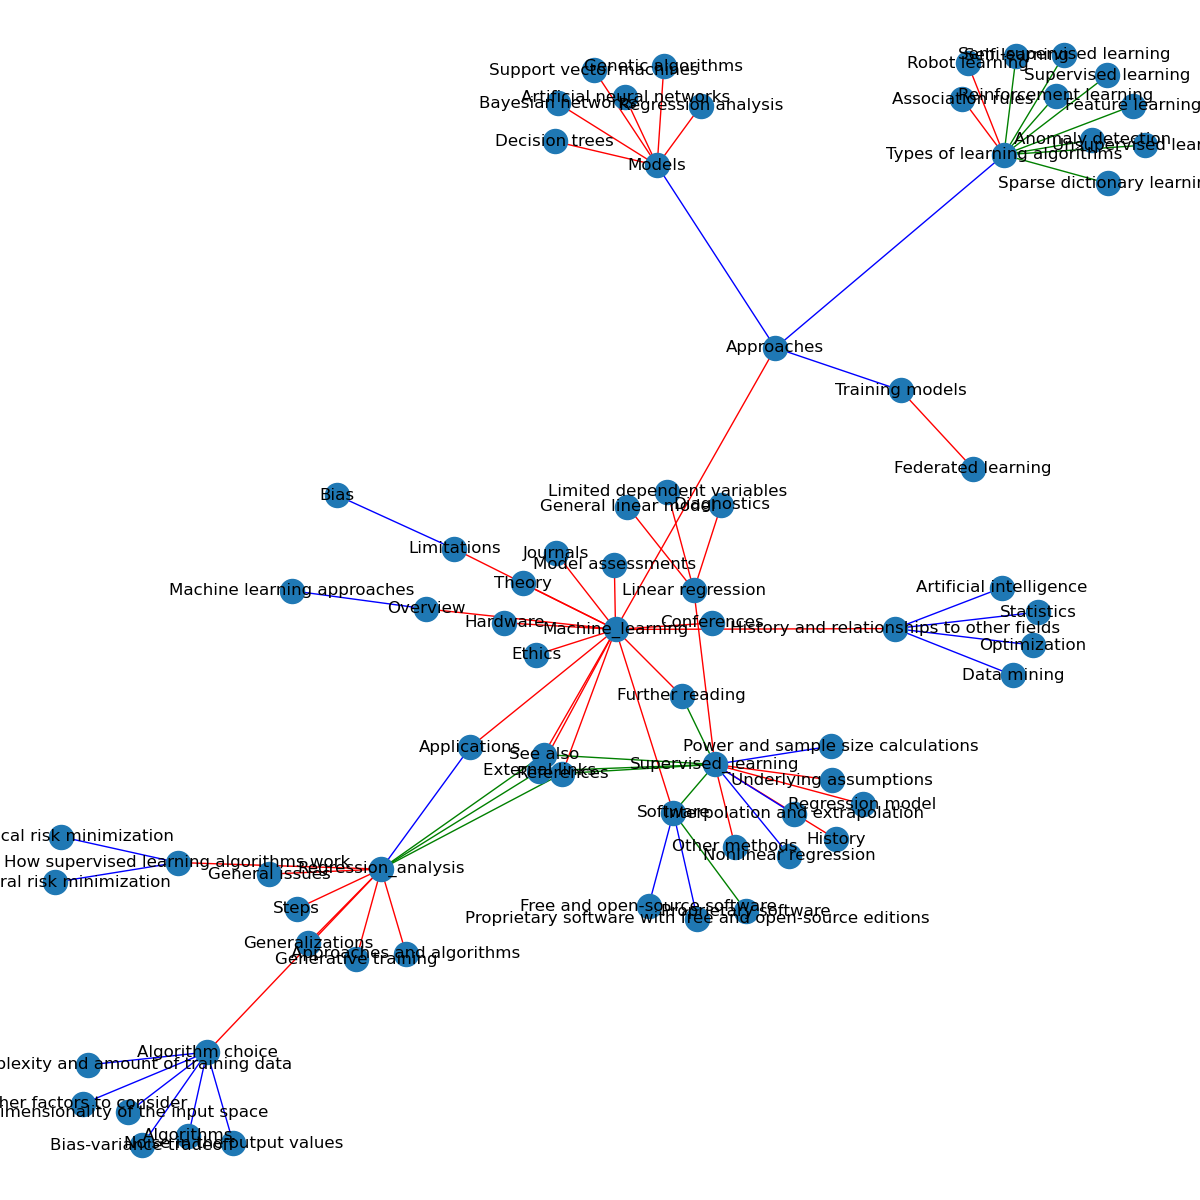 Genetic algorithms
Support vector machines
Artificial neural networks
Bayesian networks
Regression analysis
Decision trees
Models
Semi-supervised learning
Self learning
Robot learning
Supervised learning
Reinforcement learning
Association rules
Feature learning
Anomaly detection
Unsupervised lear
Types of learning algorithms
Sparse dictionary learnin
Approaches
Training models
Federated learning
Bias
Limited dependent variables
General linear model
Diagnostics
Limitations
Journals
Model assessments
Theory
Linear regression
Machine learning approaches
Overview
Hardware
Conferences
Machine_learning
History and relationships to other fields
Artificial intelligence
Statistics
Optimization
Data mining
Ethics
Further reading
Applications
See also
External links
References
Power and sample size calculations
Supervised_learning
Underlying assumptions
Regression model
Software
Interpolation and extrapolation
History
Other methods
Nonlinear regression
cal risk minimization
How supervised learning algorithms work
Regression_analysis
General issues
ral risk minimization
Steps
Free and open-source software
Proprietary software
Proprietary software with free and open-source editions
Generalizations
Approaches and algorithms
Generative training
Algorithm choice
plexity and amount of training data
her factors to consider
imensionality of the input space
Algorithms
Bias-variance tradeoff
Noise in the output values